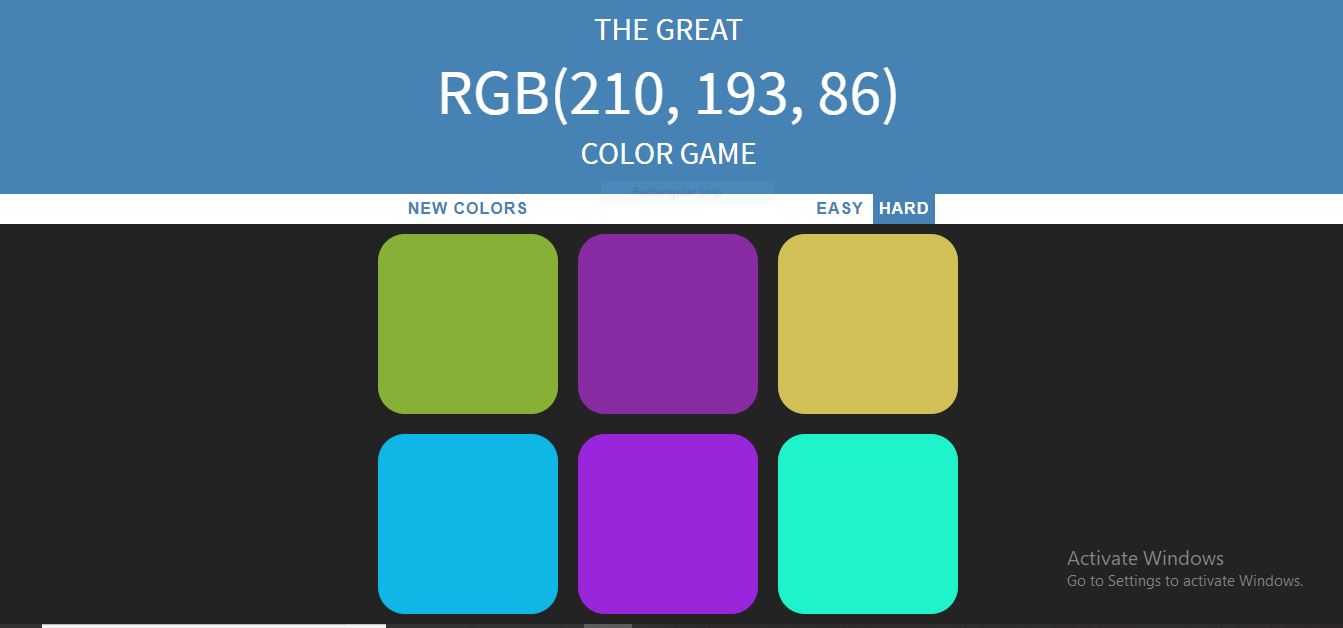 THE GREAT
RGB(210, 193, 86)
COLOR GAME
Rectangular Snip
NEW COLORS EASY HARD
Activate Windows
Go to Settings to activate Windows.